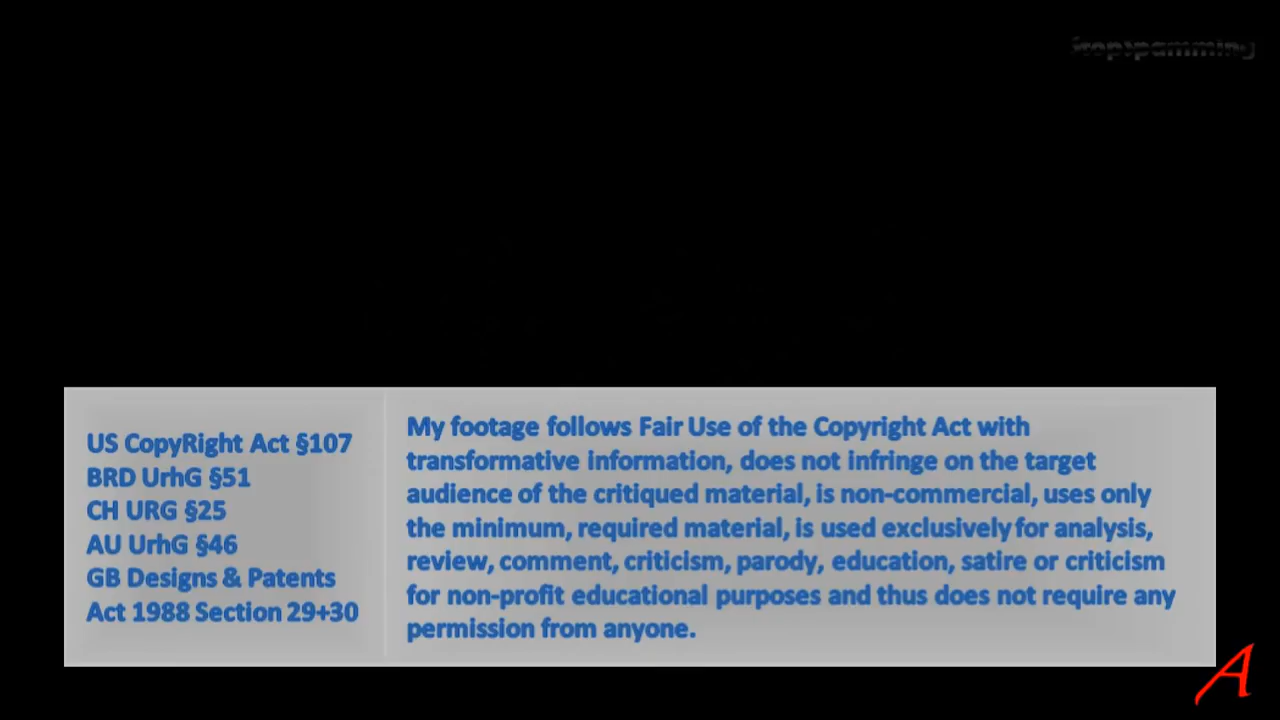 US CopyRight Act §107
BRD UrhG §51
CH URG §25
AU UrhG §46
GB Designs & Patents
Act 1988 Section 29+30
My footage follows Fair Use of the Copyright Act with
transformative information, does not infringe on the target
audience of the critiqued material, is non-commercial, uses only
the minimum, required material, is used exclusively for analysis,
review, comment, criticism, parody, education, satire or criticism
for non-profit educational purposes and thus does not require any
permission from anyone.
A